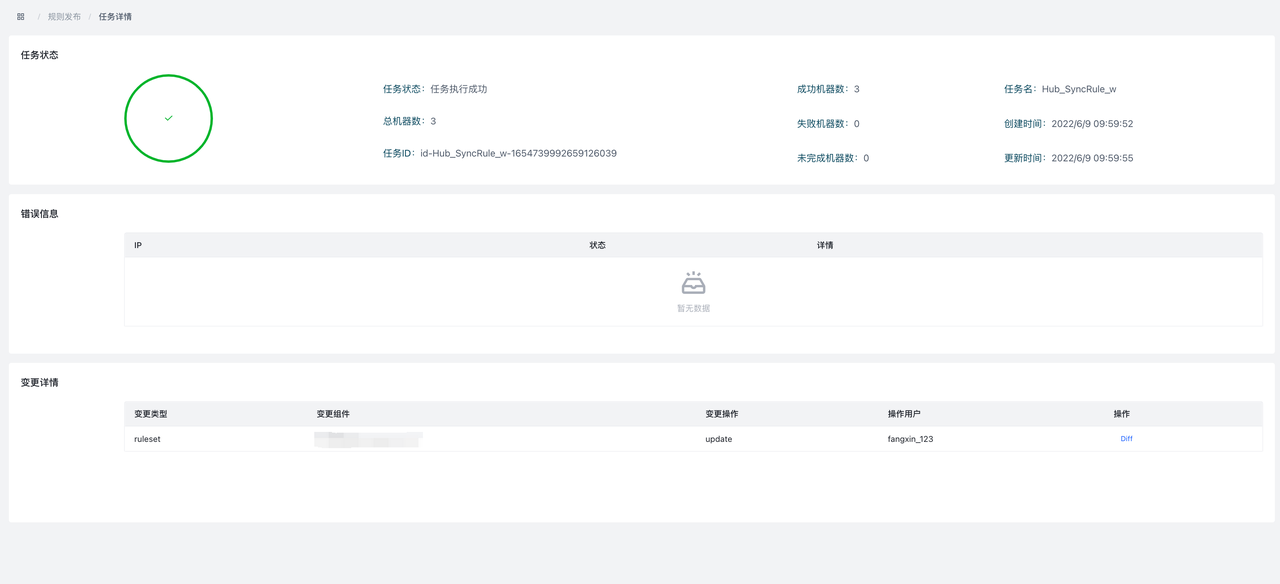 / 规则发布 / 任务详情
任务状态
任务状态：任务执行成功
总机器数：3
任务ID：id-Hub_SyncRule_w-1654739992659126039
成功机器数：3
失败机器数：0
未完成机器数：0
任务名：Hub_SyncRule_w
创建时间：2022/6/9 09:59:52
更新时间：2022/6/9 09:59:55
错误信息
IP 状态 详情
暂无数据
变更详情
变更类型 变更组件 变更操作 操作用户 操作
ruleset update fangxin_123 Diff